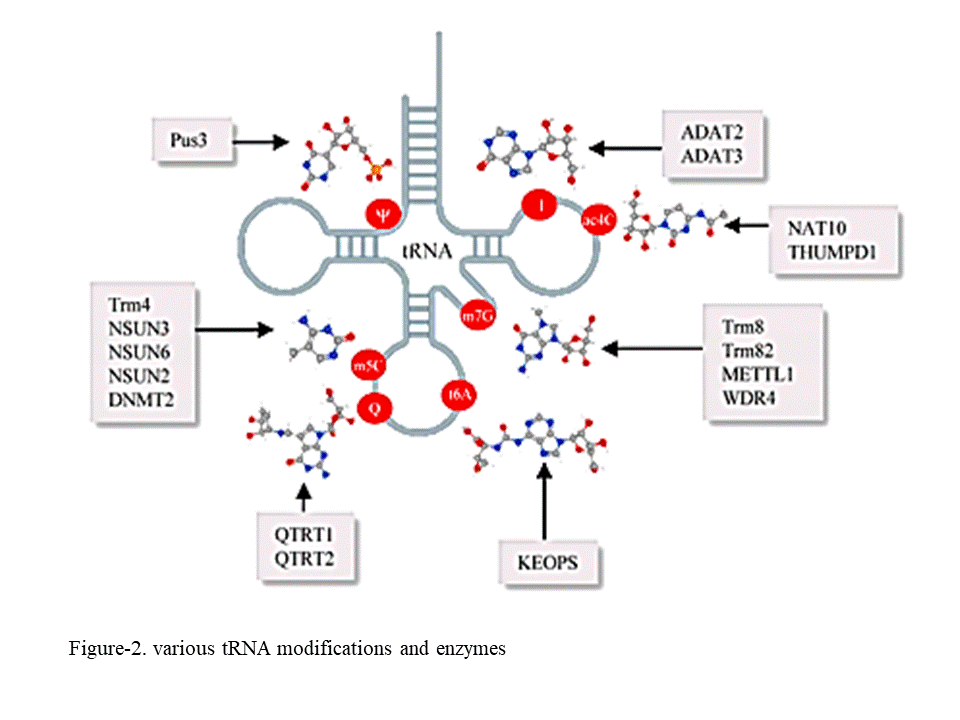 Pus3
ADAT2
ADAT3
Ψ
I
ac4C
NAT10
THUMPD1
tRNA
Trm4
NSUN3
NSUN6
NSUN2
DNMT2
m7G
Trm8
Trm82
METTL1
WDR4
m5C
t6A
Q
QTRT1
QTRT2
KEOPS
Figure-2. various tRNA modifications and enzymes